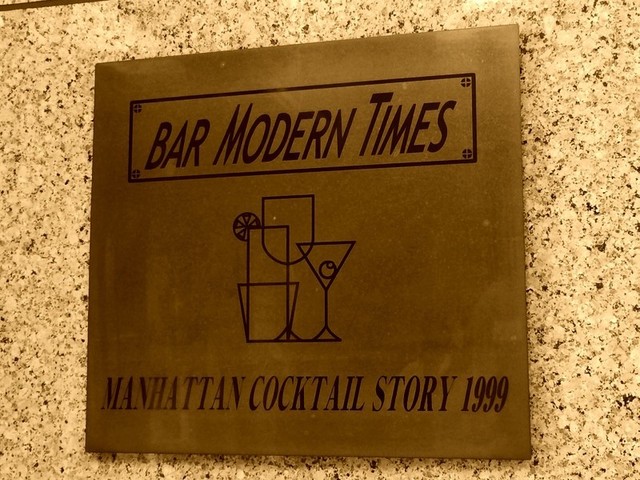 BAR MODERN TIMES
MANHATTAN COCKTAIL STORY 1999